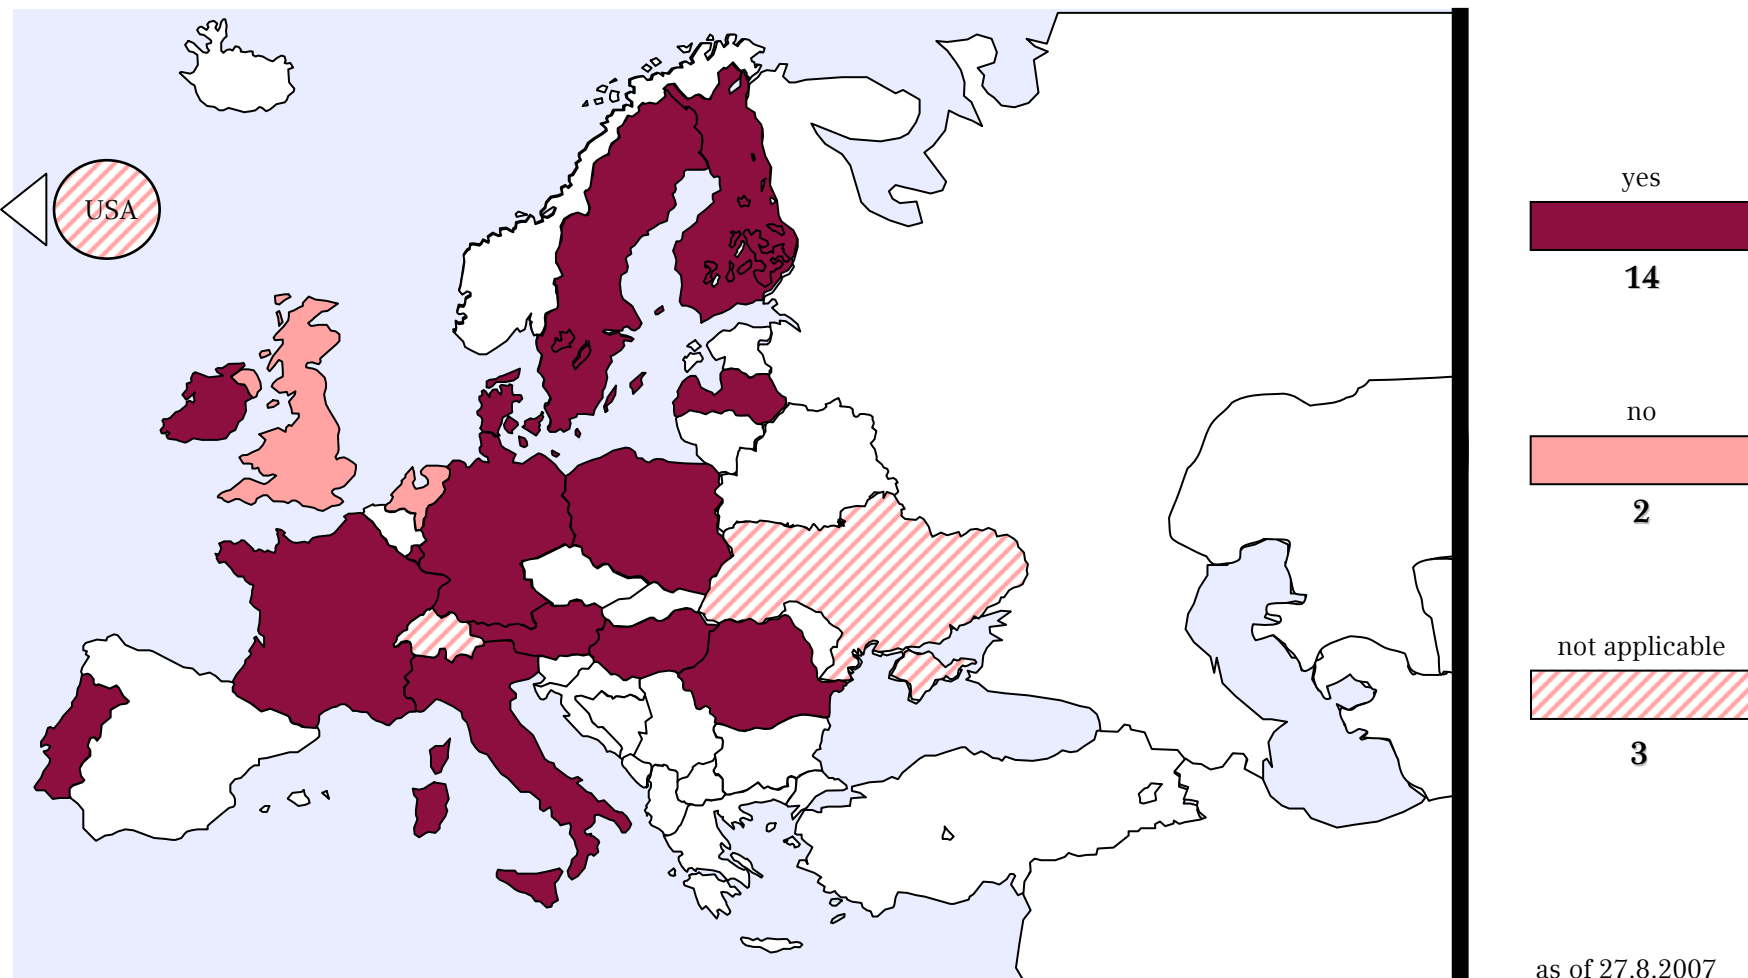 USA
yes
14
no
2
not applicable
3
as of 27.8.2007